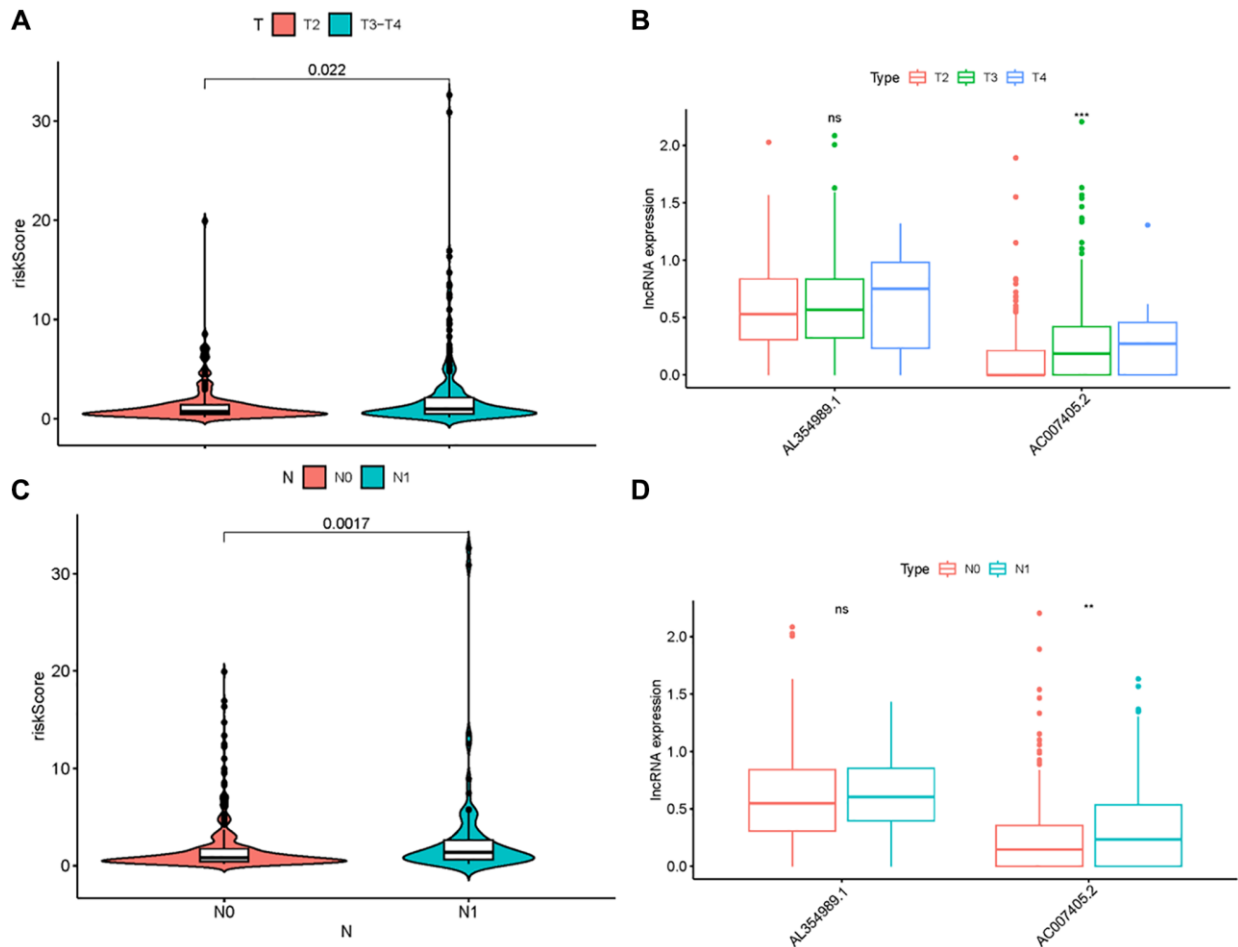 A
T T2 T3-T4
0.022
30
20
10
0
riskScore
B
Type T2 T3 T4
ns
***
2.0
1.5
1.0
0.5
0.0
lncRNA expression
AL354989.1
AC007405.2
C
N N0 N1
0.0017
30
20
10
0
riskScore
N0 N1
N
D
Type N0 N1
ns
**
2.0
1.5
1.0
0.5
0.0
lncRNA expression
AL354989.1
AC007405.2